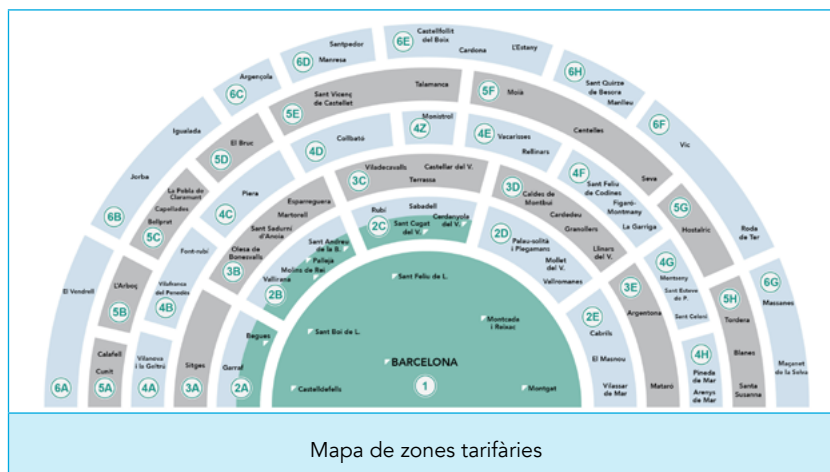 Castellfollit
del Boix
6E
L'Estany
Cardona
Santpedor
6D
Manresa
6H
Sant Quirze
de Besora
Manlleu
Argençola
6C
Talamanca
5F
Moià
Sant Vicenç
de Castellet
5E
6F
Vic
Igualada
El Bruc
5D
Monistrol
4Z
4E
Vacarisses
Rellinars
Centelles
Collbató
4D
Seva
Jorba
La Pobla de
Claramunt
Capellades
Bellprat
5C
Piera
4C
Viladecavalls
Castellar del V.
3C
Terrassa
4F
Sant Feliu
de Codines
Figaró-
Montmany
La Garriga
3D
Caldes de
Montbui
Cardedeu
Granollers
Llinars
del V.
5G
Hostalric
6B
Esparreguera
Martorell
Sant Sadurní
d'Anoia
Olesa de
Bonesvalls
3B
Rubí
Sabadell
2C
Sant Cugat
del V.
Cerdanyola
del V.
2D
Palau-solità
i Plegamans
Mollet
del V.
Vallromanes
Roda
de Ter
Font-rubí
Sant Andreu
de la B.
Pallejà
Molins de Rei
Vallirana
2B
4G
Montseny
Sant Esteve
de P.
Sant Celoni
6G
Massanes
El Vendrell
L'Arboç
5B
Vilafranca
del Penedès
4B
Sant Feliu de L.
3E
Argentona
5H
Tordera
Begues
Sant Boi de L.
Montcada
i Reixac
2E
Cabrils
Calafell
Cunit
5A
Vilanova
i la Geltrú
4A
Sitges
3A
Garraf
2A
BARCELONA
1
El Masnou
4H
Pineda
de Mar
Arenys
de Mar
Blanes
Maçanet
de la Selva
6A
Castelldefels
Montgat
Vilassar
de Mar
Mataró
Santa
Susanna
Mapa de zones tarifàries